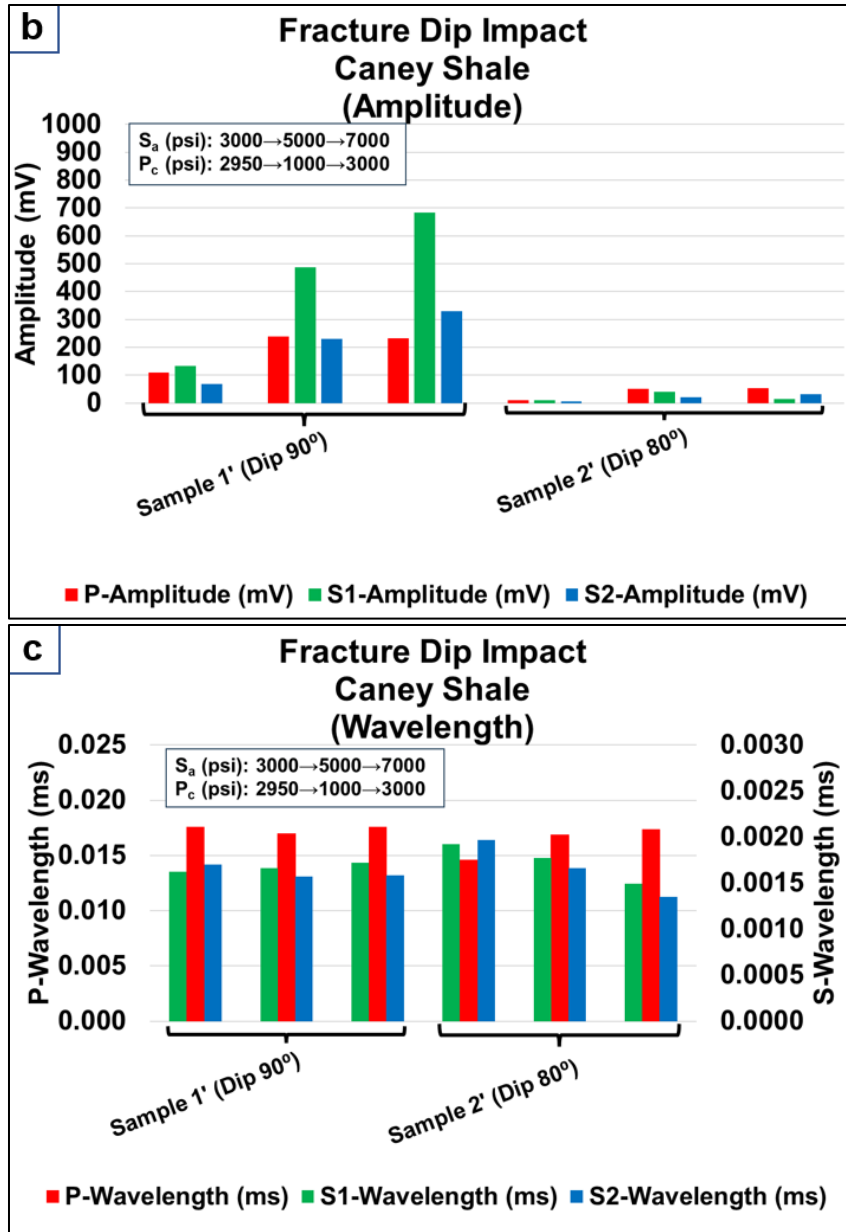 b
Fracture Dip Impact
Caney Shale
(Amplitude)
Sa (psi): 3000→5000→7000
Pc (psi): 2950→1000→3000
Amplitude (mV)
1000
900
800
700
600
500
400
300
200
100
0
Sample 1' (Dip 90º)
Sample 2' (Dip 80º)
P-Amplitude (mV) S1-Amplitude (mV) S2-Amplitude (mV)
c
Fracture Dip Impact
Caney Shale
(Wavelength)
Sa (psi): 3000→5000→7000
Pc (psi): 2950→1000→3000
P-Wavelength (ms)
0.025
0.020
0.015
0.010
0.005
0.000
0.0030
0.0025
0.0020
0.0015
0.0010
0.0005
0.0000
S-Wavelength (ms)
Sample 1' (Dip 90º)
Sample 2' (Dip 80º)
P-Wavelength (ms) S1-Wavelength (ms) S2-Wavelength (ms)